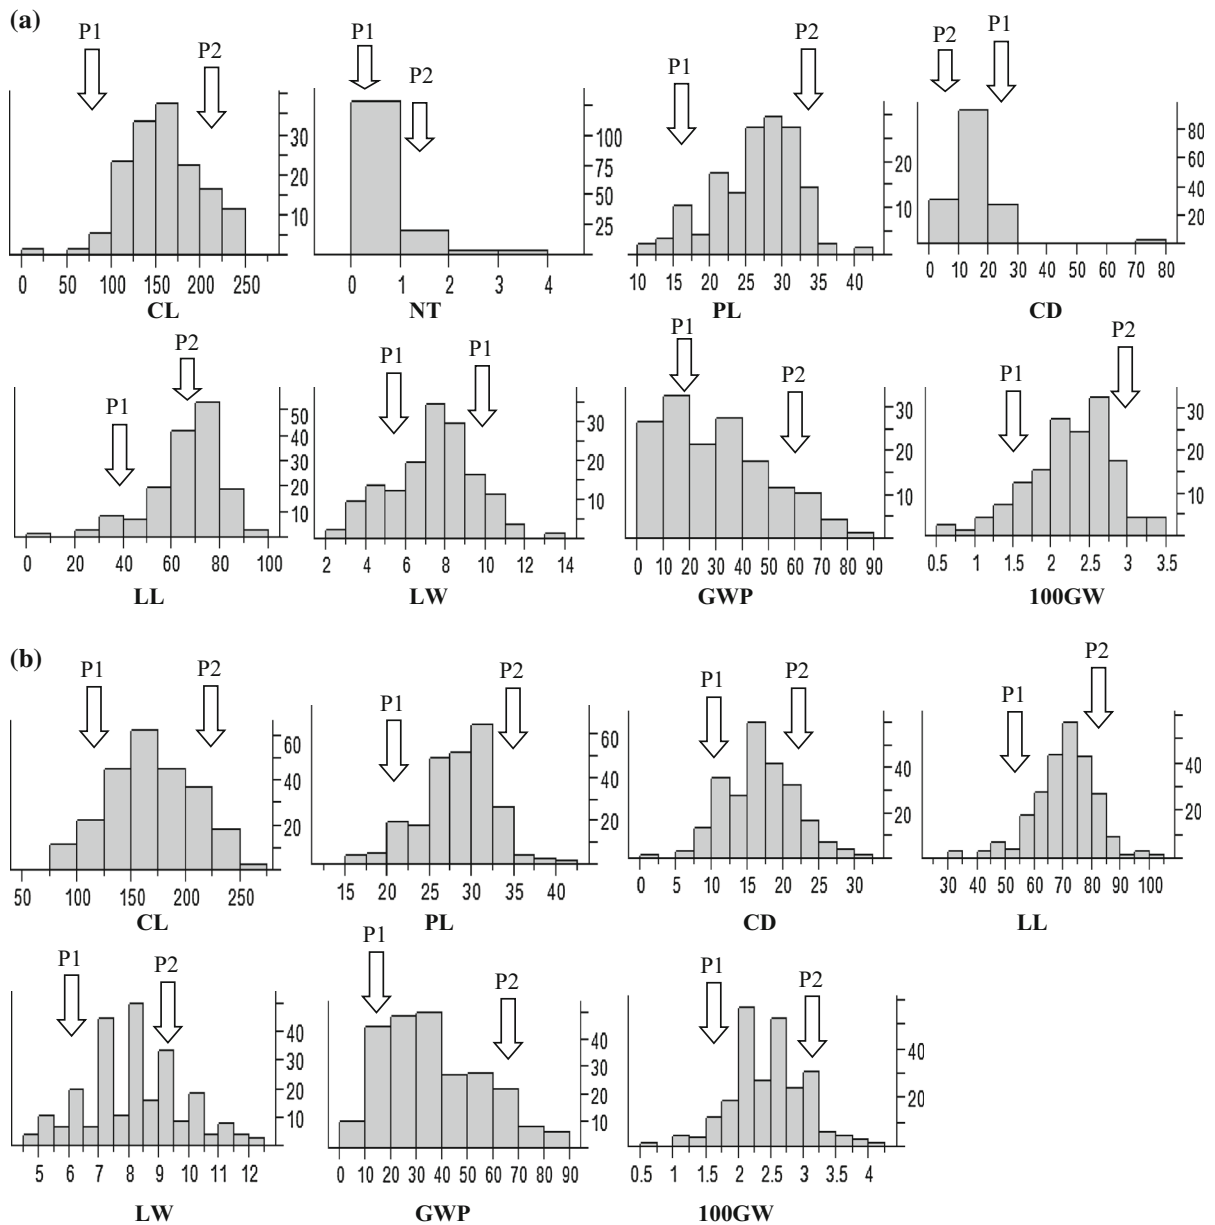 (a)
P1 P2
30
20
10
0 50 100 150 200 250
CL
P1
P2
100
75
50
25
0 1 2 3 4
NT
P1 P2
20
10
10 15 20 25 30 35 40
PL
P2 P1
80
60
40
20
0 10 20 30 40 50 60 70 80
CD
P1 P2
50
40
30
20
10
0 20 40 60 80 100
LL
P1 P1
30
20
10
2 4 6 8 10 12 14
LW
P1 P2
30
20
10
0 10 20 30 40 50 60 70 80 90
GWP
P1 P2
30
20
10
0.5 1 1.5 2 2.5 3 3.5
100GW
(b)
P1 P2
60
40
20
50 100 150 200 250
CL
P1 P2
60
40
20
15 20 25 30 35 40
PL
P1 P2
40
20
0 5 10 15 20 25 30
CD
P1 P2
40
20
30 40 50 60 70 80 90 100
LL
P1 P2
40
30
20
10
5 6 7 8 9 10 11 12
LW
P1 P2
40
30
20
10
0 10 20 30 40 50 60 70 80 90
GWP
P1 P2
40
20
0.5 1 1.5 2 2.5 3 3.5 4
100GW